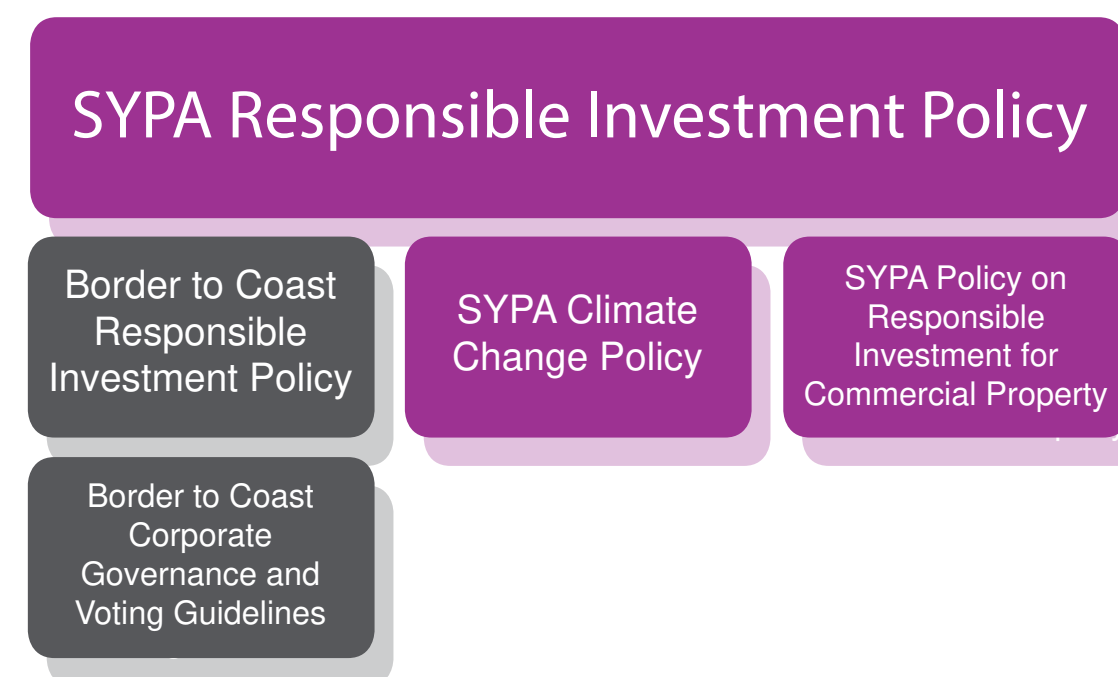 SYPA Responsible Investment Policy
Border to Coast
Responsible
Investment Policy
SYPA Climate
Change Policy
SYPA Policy on
Responsible
Investment for
Commercial Property
Border to Coast
Corporate
Governance and
Voting Guidelines